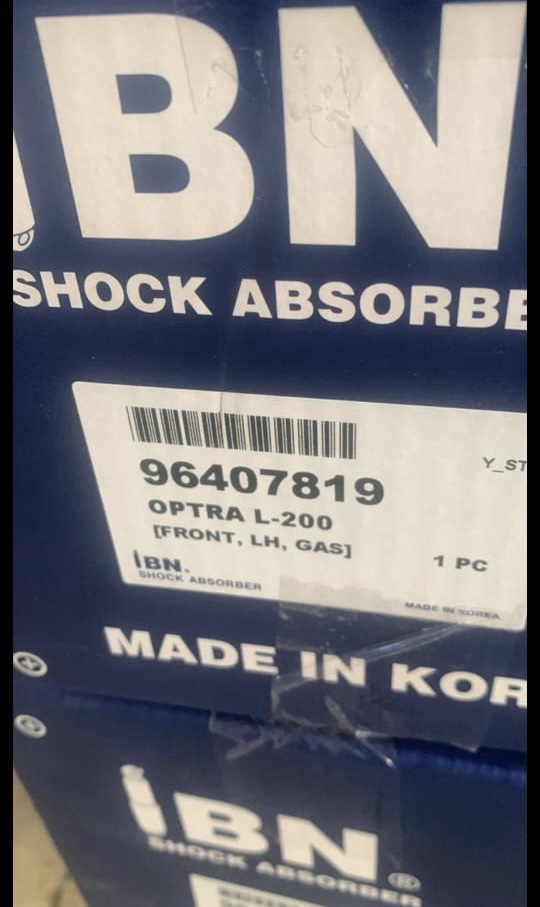 iBN
SHOCK ABSORBE
96407819
Y_ST
OPTRA L-200
[FRONT, LH, GAS]
1 PC
iBN.
SHOCK ABSORBER
MADE IN KOREA
MADE IN KOR
iBN®
SHOCK ABSORBER